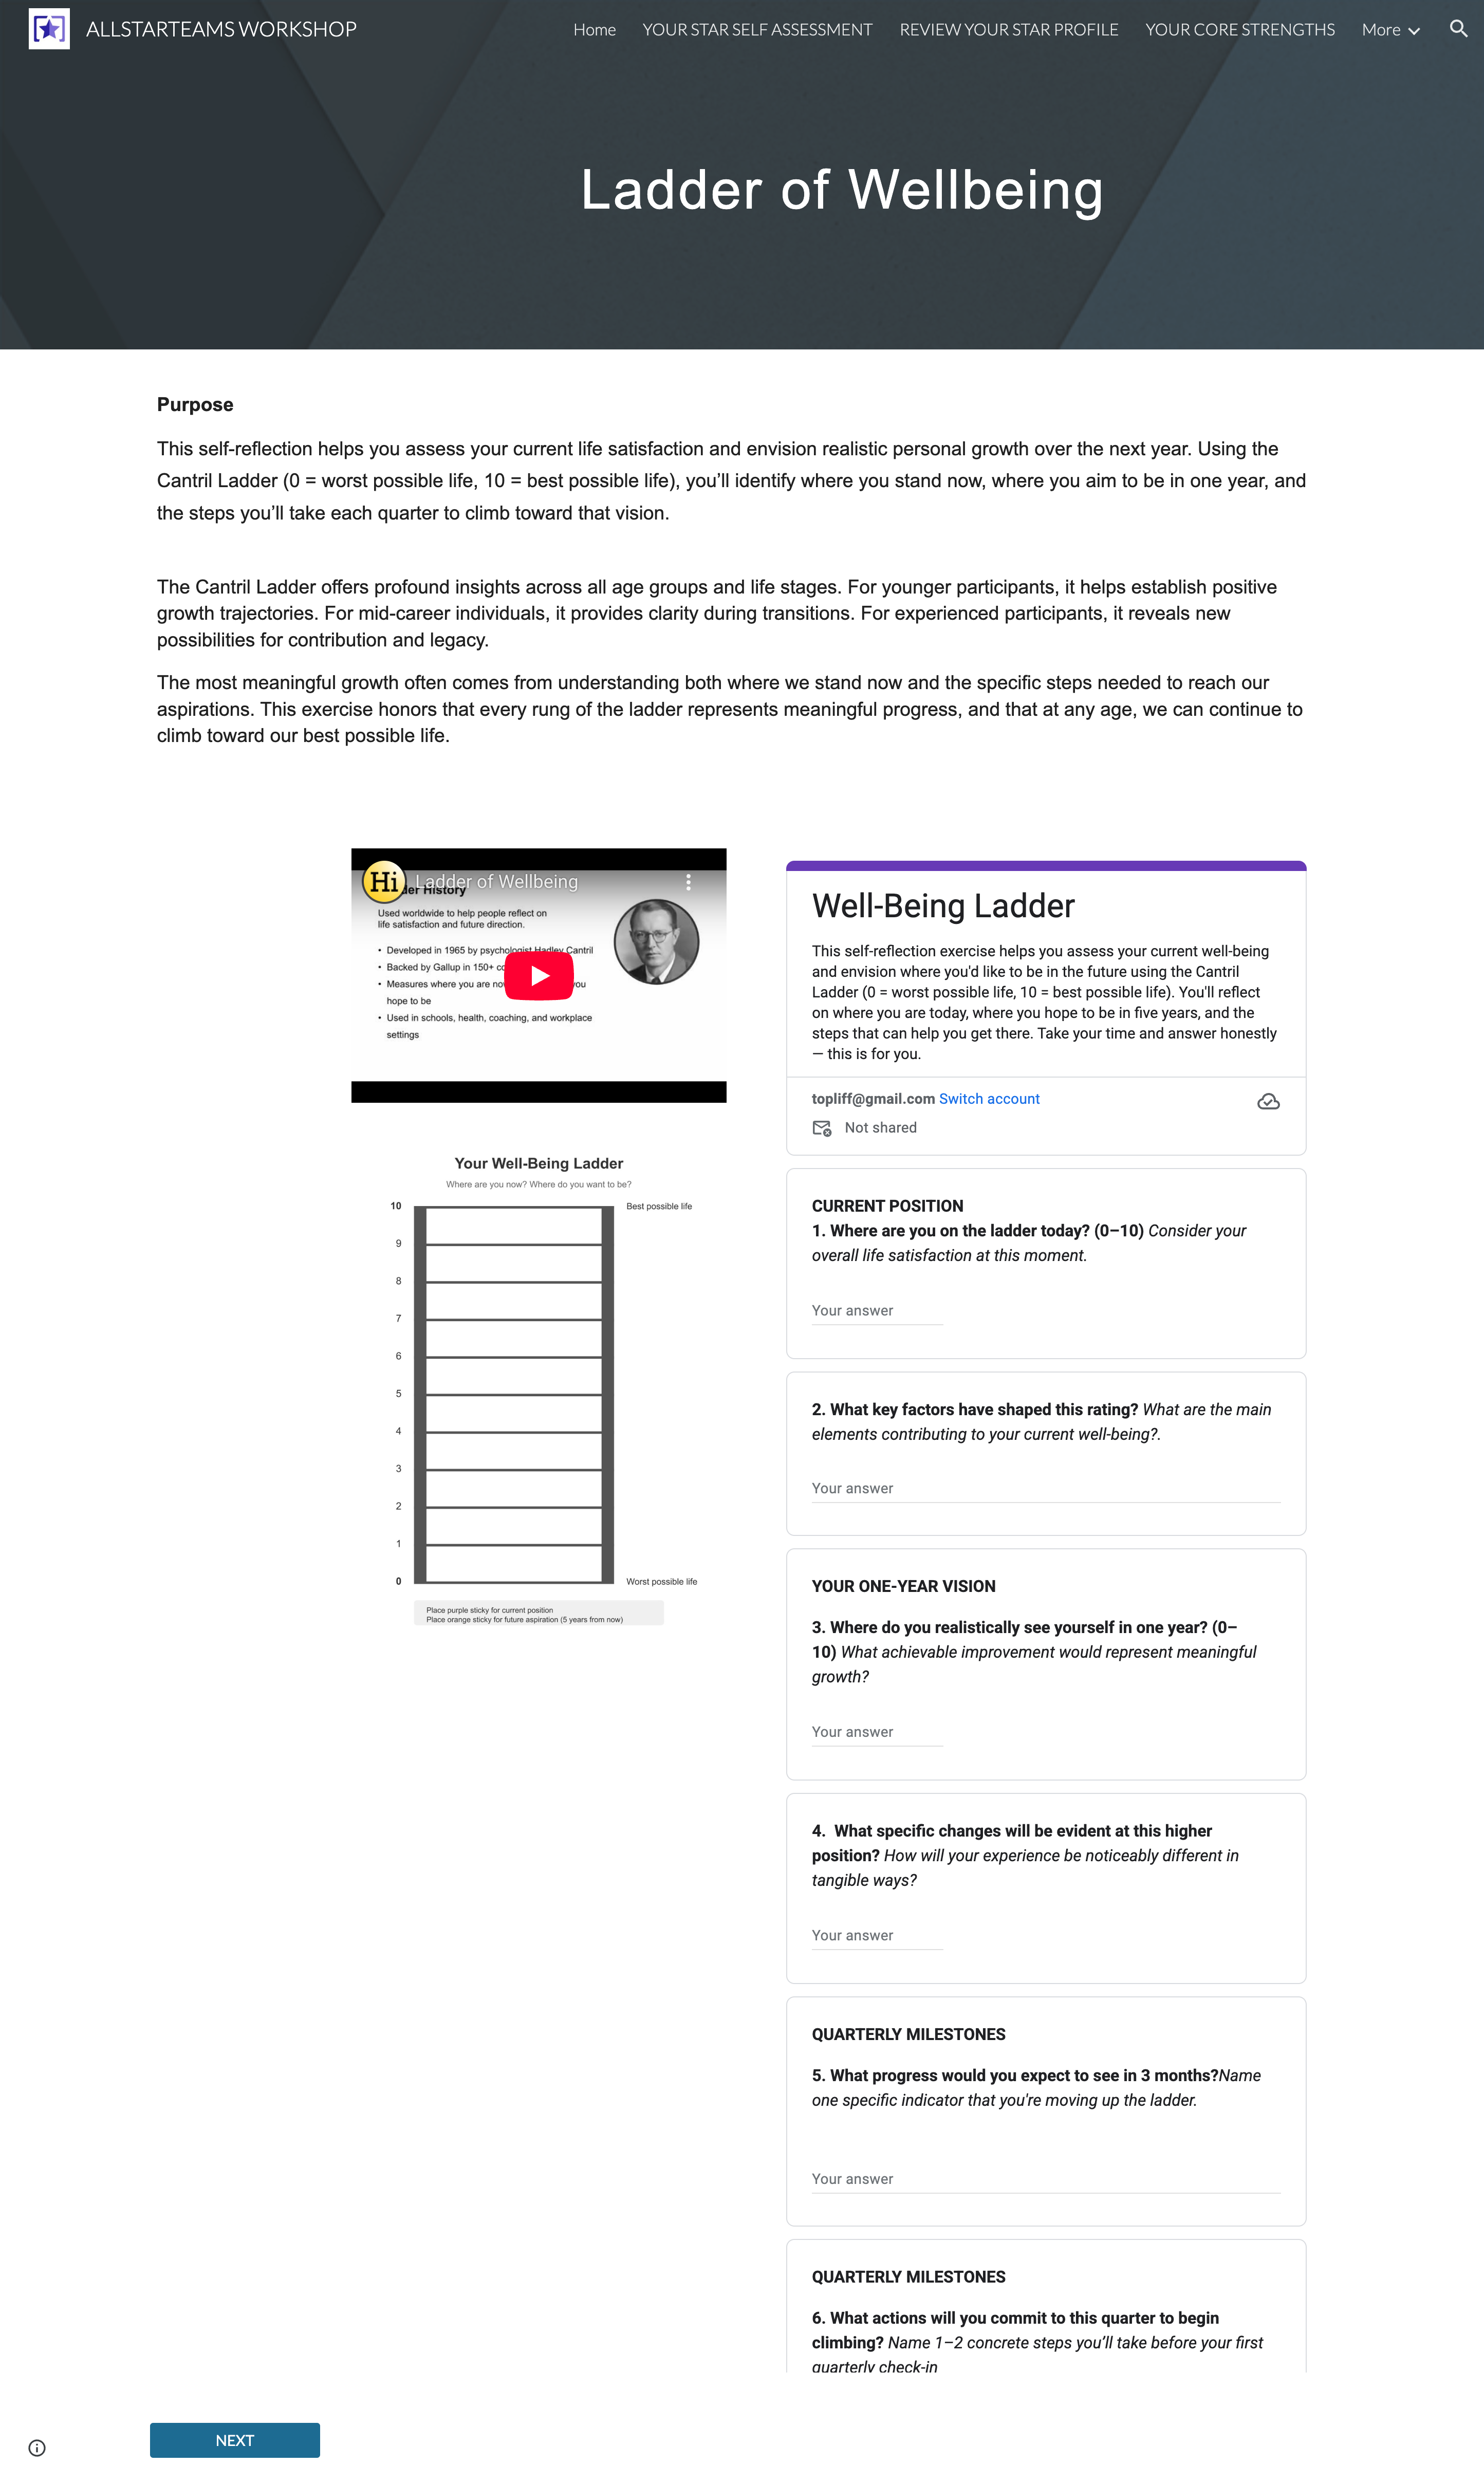 ALLSTARTEAMS WORKSHOP
Home
YOUR STAR SELF ASSESSMENT
REVIEW YOUR STAR PROFILE
YOUR CORE STRENGTHS
More
Ladder of Wellbeing
Purpose
This self-reflection helps you assess your current life satisfaction and envision realistic personal growth over the next year. Using the
Cantril Ladder (0 = worst possible life, 10 = best possible life), you’ll identify where you stand now, where you aim to be in one year, and
the steps you’ll take each quarter to climb toward that vision.
The Cantril Ladder offers profound insights across all age groups and life stages. For younger participants, it helps establish positive
growth trajectories. For mid-career individuals, it provides clarity during transitions. For experienced participants, it reveals new
possibilities for contribution and legacy.
The most meaningful growth often comes from understanding both where we stand now and the specific steps needed to reach our
aspirations. This exercise honors that every rung of the ladder represents meaningful progress, and that at any age, we can continue to
climb toward our best possible life.
Hi
Ladder of Wellbeing
History
Used worldwide to help people reflect on
life satisfaction and future direction.
• Developed in 1965 by psychologist Hadley Cantril
• Backed by Gallup in 150+
• Measures where you are you
hope to be
• Used in schools, health, coaching, and workplace
settings
Your Well-Being Ladder
Where are you now? Where do you want to be?
10
Best possible life
9
8
7
6
5
4
3
2
1
0
Worst possible life
Place purple sticky for current position
Place orange sticky for future aspiration (5 years from now)
Well-Being Ladder
This self-reflection exercise helps you assess your current well-being
and envision where you'd like to be in the future using the Cantril
Ladder (0 = worst possible life, 10 = best possible life). You'll reflect
on where you are today, where you hope to be in five years, and the
steps that can help you get there. Take your time and answer honestly
— this is for you.
topliff@gmail.com Switch account
Not shared
CURRENT POSITION
1. Where are you on the ladder today? (0–10) Consider your
overall life satisfaction at this moment.
Your answer
2. What key factors have shaped this rating? What are the main
elements contributing to your current well-being?.
Your answer
YOUR ONE-YEAR VISION
3. Where do you realistically see yourself in one year? (0–
10) What achievable improvement would represent meaningful
growth?
Your answer
4.  What specific changes will be evident at this higher
position? How will your experience be noticeably different in
tangible ways?
Your answer
QUARTERLY MILESTONES
5. What progress would you expect to see in 3 months?Name
one specific indicator that you're moving up the ladder.
Your answer
QUARTERLY MILESTONES
6. What actions will you commit to this quarter to begin
climbing? Name 1–2 concrete steps you’ll take before your first
quarterly check-in
NEXT